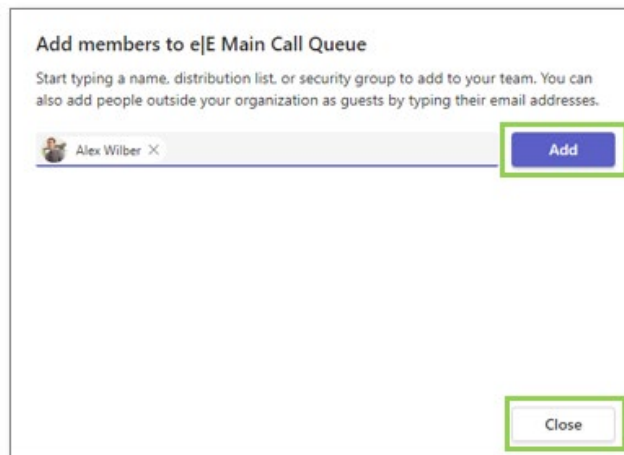 Add members to e|E Main Call Queue
Start typing a name, distribution list, or security group to add to your team. You can
also add people outside your organization as guests by typing their email addresses.
Alex Wilber ×
Add
Close